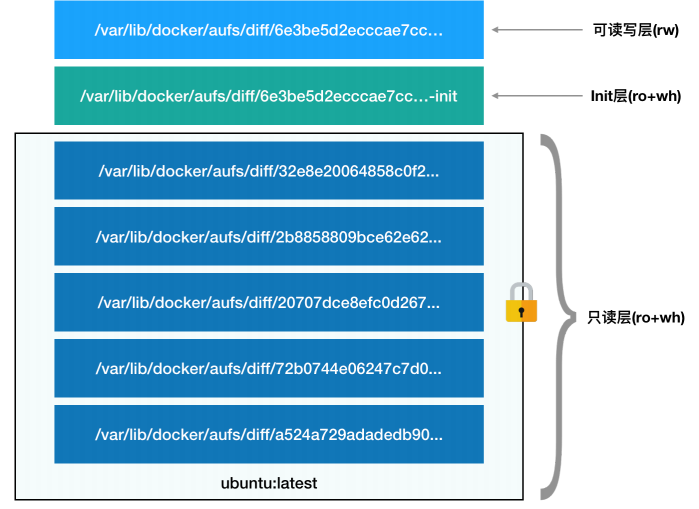 /var/lib/docker/aufs/diff/6e3be5d2ecccae7cc...
可读写层(rw)
/var/lib/docker/aufs/diff/6e3be5d2ecccae7cc...-init
Init层(ro+wh)
/var/lib/docker/aufs/diff/32e8e20064858c0f2...
/var/lib/docker/aufs/diff/2b8858809bce62e62...
/var/lib/docker/aufs/diff/20707dce8efc0d267...
只读层(ro+wh)
/var/lib/docker/aufs/diff/72b0744e06247c7d0...
/var/lib/docker/aufs/diff/a524a729adadedb90...
ubuntu:latest